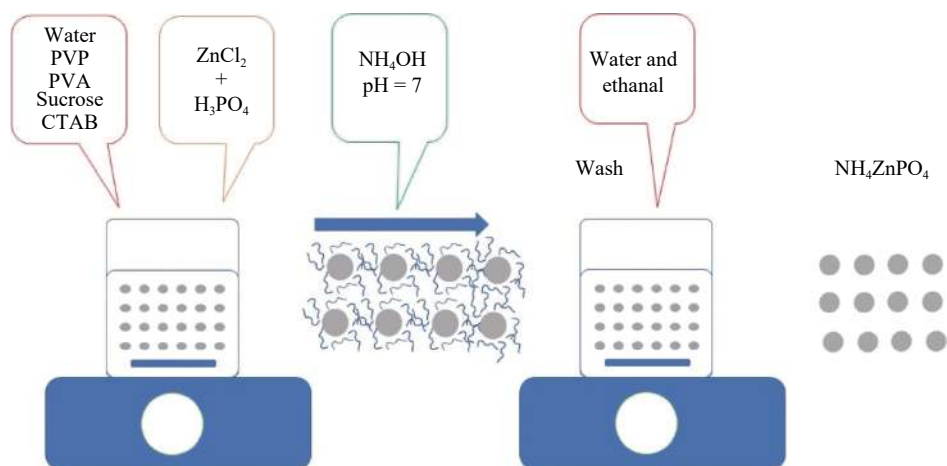 Water
PVP
PVA
Sucrose
CTAB
ZnCl₂
+
H₃PO₄
NH₄OH
pH = 7
Water and
ethanal
Wash
NH₄ZnPO₄